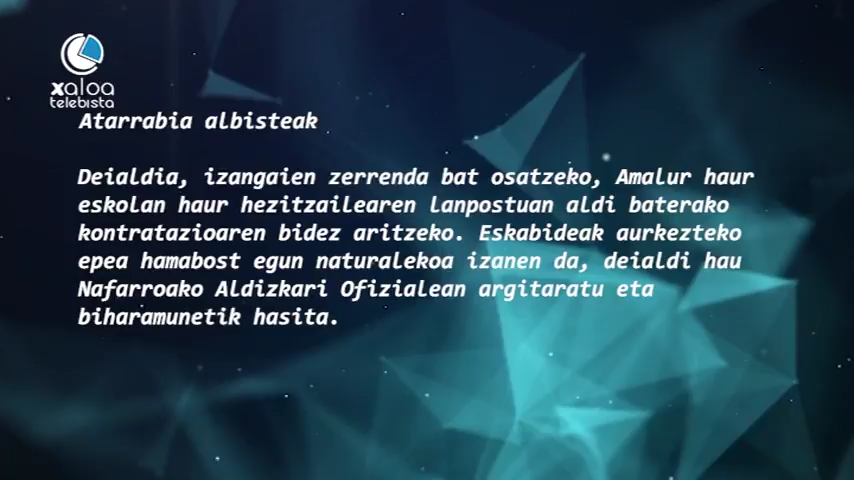 xaloa
telebista
Atarrabia albisteak
Deialdia, izangaien zerrenda bat osatzeko, Amalur haur
eskolan haur hezitzailearen lanpostuan aldi baterako
kontratazioaren bidez aritzeko. Eskabideak aurkezteko
epea hamabost egun naturalekoa izanen da, deialdi hau
Nafarroako Aldizkari Ofizialean argitaratu eta
biharamunetik hasita.